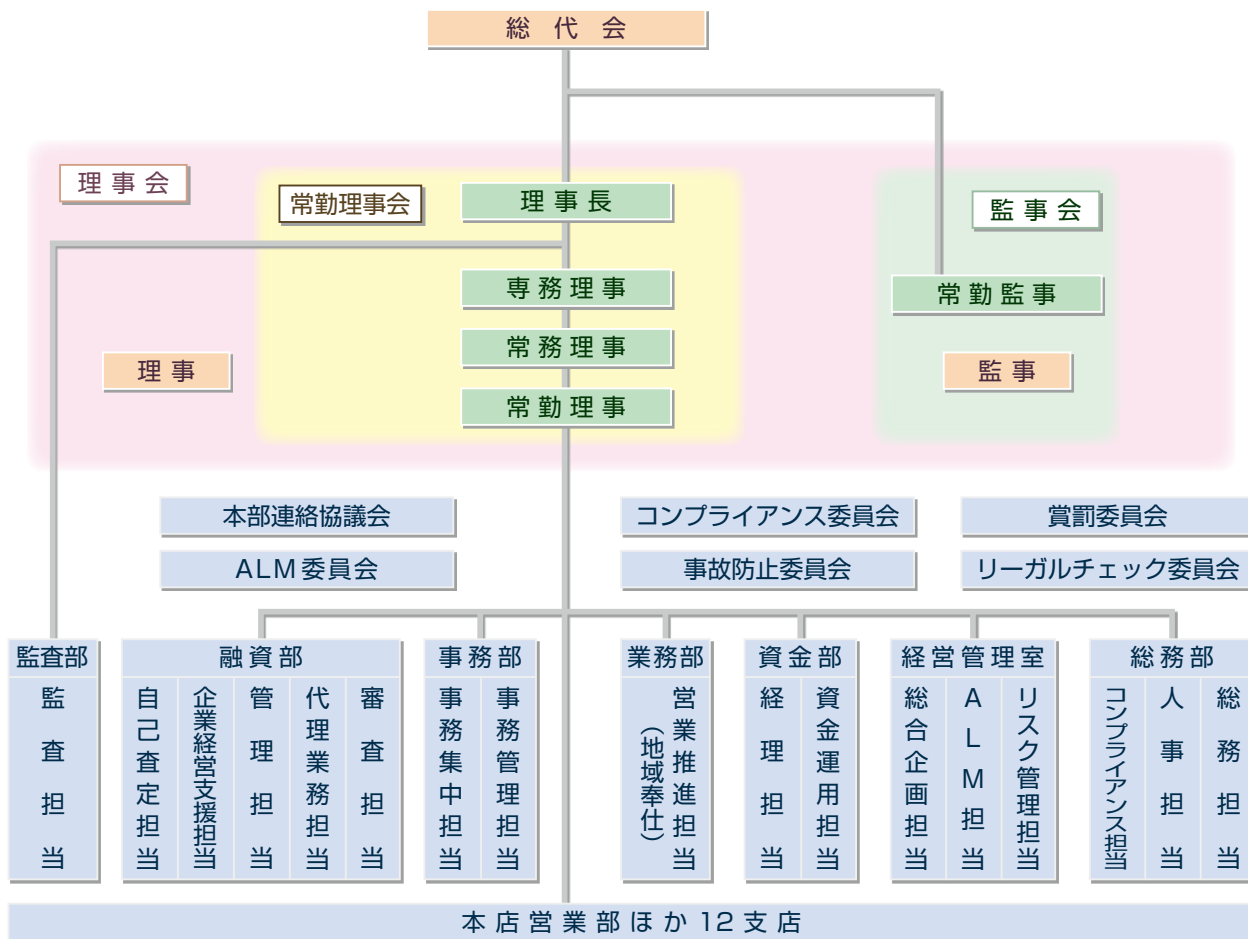 総代会
理事会
常勤理事会
理事長
監事会
専務理事
常勤監事
常務理事
理事
監事
常勤理事
本部連絡協議会
コンプライアンス委員会
賞罰委員会
ALM委員会
事故防止委員会
リーガルチェック委員会
監査部
監査担当
融資部
自己査定担当
企業経営支援担当
管理担当
代理業務担当
審査担当
事務部
事務集中担当
事務管理担当
業務部
営業推進担当
（地域奉仕）
資金部
経理担当
資金運用担当
経営管理室
総合企画担当
ALM担当
リスク管理担当
総務部
コンプライアンス担当
人事担当
総務担当
本店営業部ほか12支店